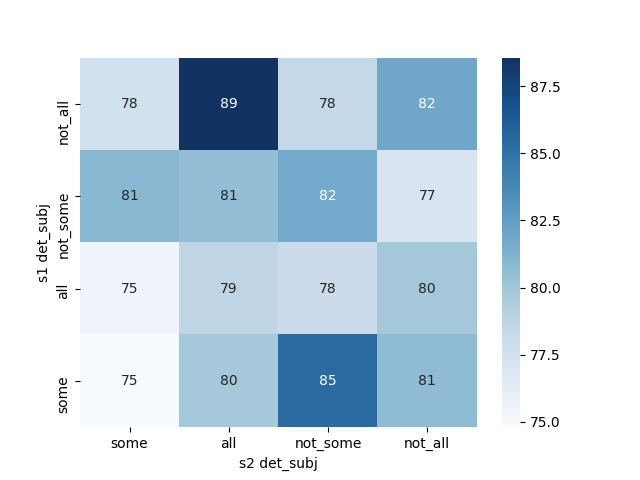 not_all 78 89 78 82
not_some 81 81 82 77
all 75 79 78 80
some 75 80 85 81
some all not_some not_all
s2 det_subj
s1 det_subj
87.5
85.0
82.5
80.0
77.5
75.0